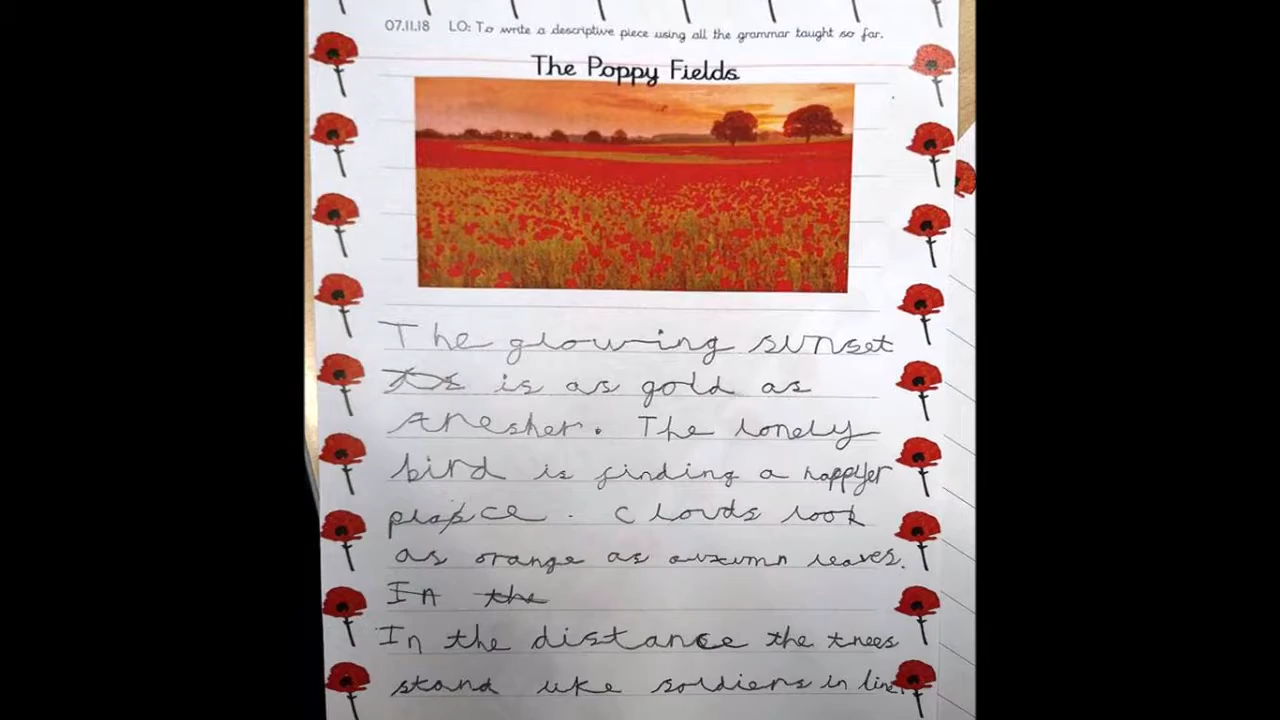 07.11.18 LO: To write a descriptive piece using all the grammar taught so far.
The Poppy Fields
The glowing sunset
is as gold as
Aresher. The lonely
bird is finding a happyer
place. Clouds look
as orange as autumn leaves.
In the
In the distance the trees
stand like soldiers in line.